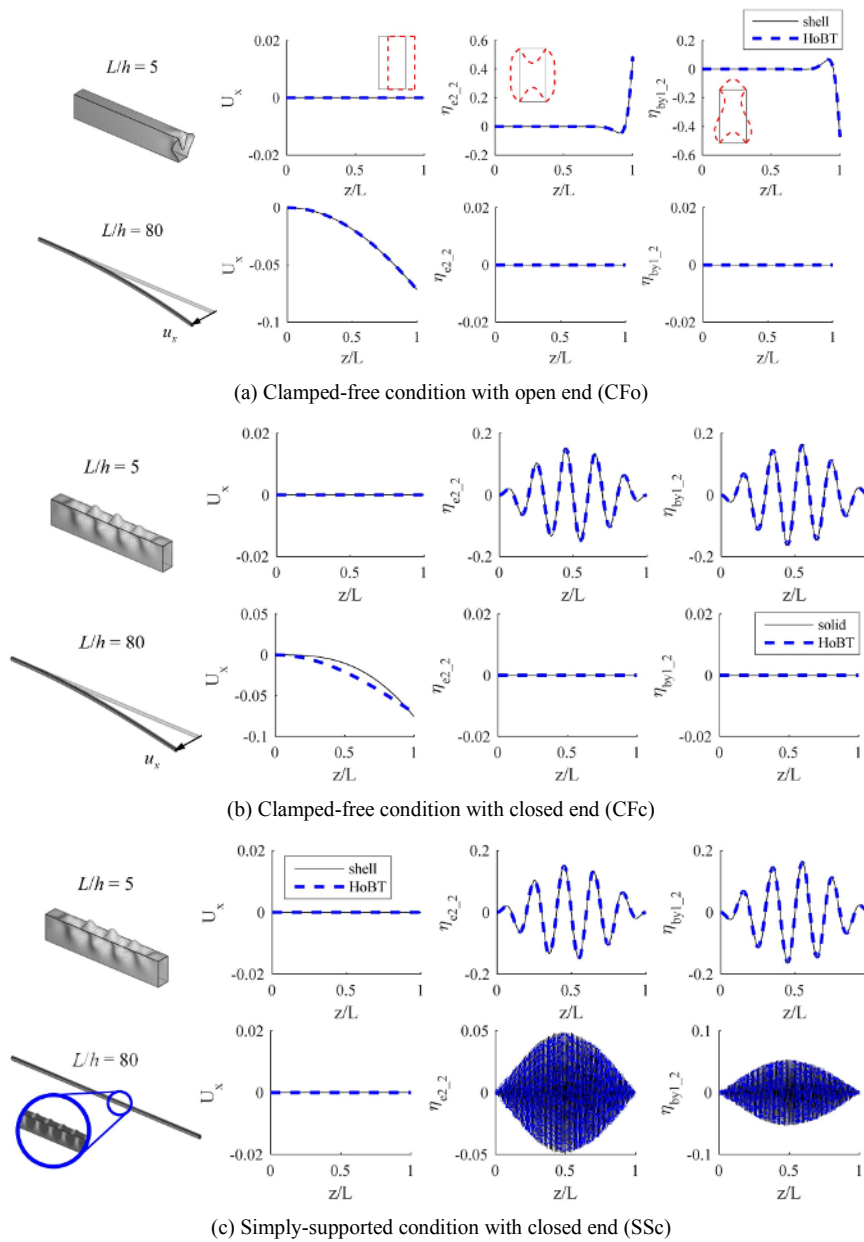 L/h = 5
U_x
0.02
0
-0.02
0 0.5 1
z/L
η_e2_2
0.6
0.4
0.2
0
-0.2
0 0.5 1
z/L
η_by1_2
0.2
0
-0.2
-0.4
-0.6
0 0.5 1
z/L
shell
HoBT
L/h = 80
u_x
U_x
0
-0.05
-0.1
0 0.5 1
z/L
η_e2_2
0.02
0
-0.02
0 0.5 1
z/L
η_by1_2
0.02
0
-0.02
0 0.5 1
z/L
(a) Clamped-free condition with open end (CFo)
L/h = 5
U_x
0.02
0
-0.02
0 0.5 1
z/L
η_e2_2
0.2
0
-0.2
0 0.5 1
z/L
η_by1_2
0.2
0
-0.2
0 0.5 1
z/L
L/h = 80
u_x
U_x
0.05
0
-0.05
-0.1
0 0.5 1
z/L
η_e2_2
0.02
0
-0.02
0 0.5 1
z/L
η_by1_2
0.02
0
-0.02
0 0.5 1
z/L
solid
HoBT
(b) Clamped-free condition with closed end (CFc)
L/h = 5
U_x
0.02
0
-0.02
0 0.5 1
z/L
shell
HoBT
η_e2_2
0.2
0
-0.2
0 0.5 1
z/L
η_by1_2
0.2
0
-0.2
0 0.5 1
z/L
L/h = 80
U_x
0.02
0
-0.02
0 0.5 1
z/L
η_e2_2
0.05
0
-0.05
0 0.5 1
z/L
η_by1_2
0.1
0
-0.1
0 0.5 1
z/L
(c) Simply-supported condition with closed end (SSc)